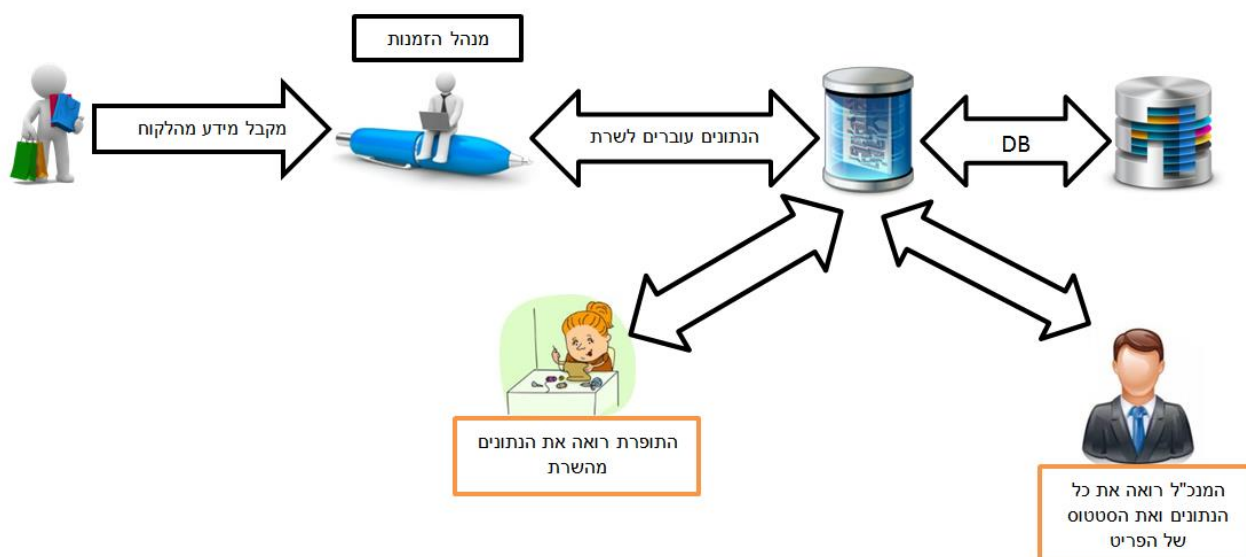 מנהל הזמנות
מקבל מידע מהלקוח
הנתונים עוברים לשרת
DB
התופרת רואה את הנתונים
מהשרת
המנכ"ל רואה את כל
הנתונים ואת הסטטוס
של הפריט